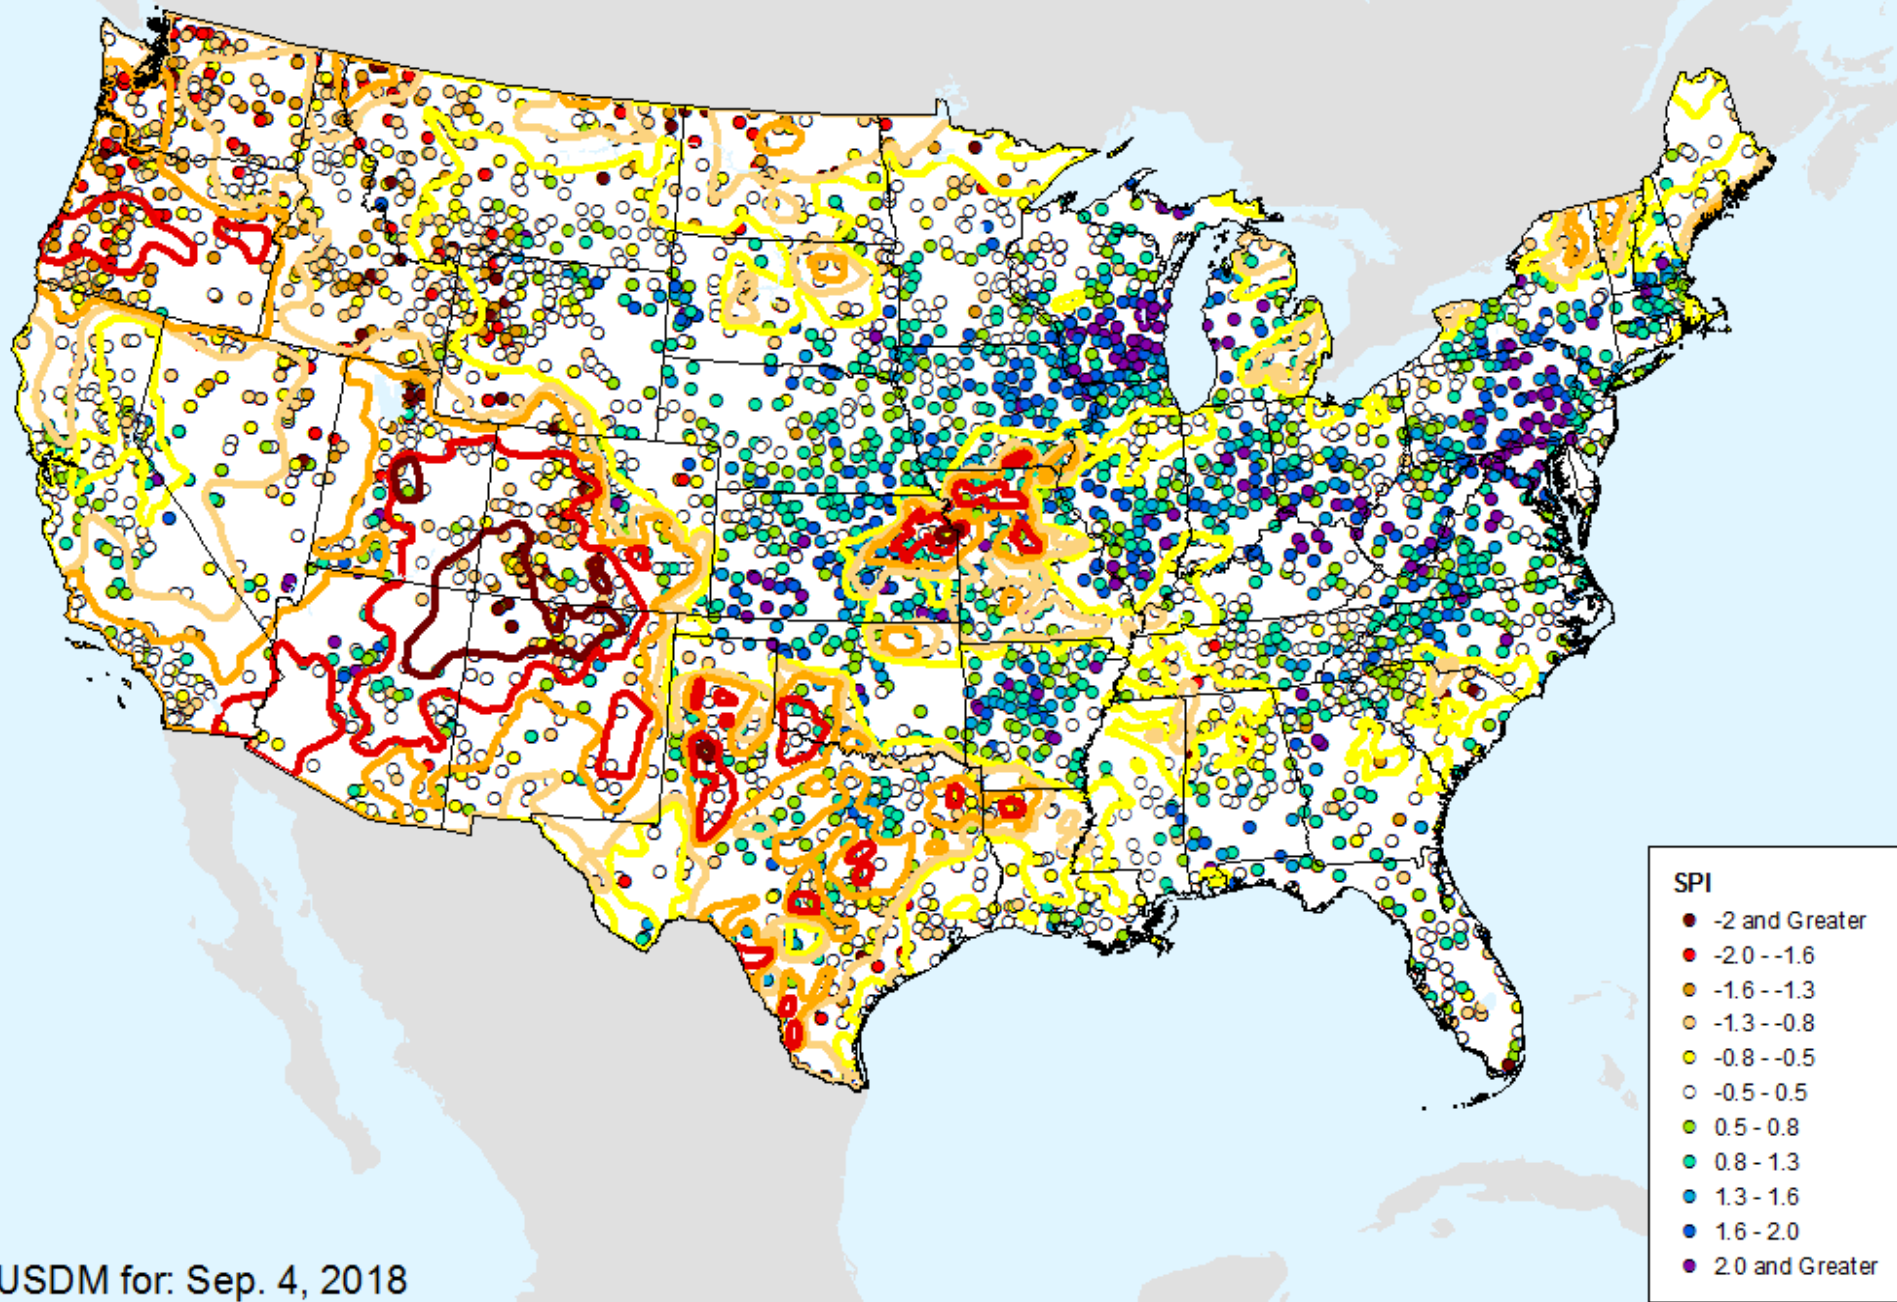 SPI
-2 and Greater
-2.0 - -1.6
-1.6 - -1.3
-1.3 - -0.8
-0.8 - -0.5
-0.5 - 0.5
0.5 - 0.8
0.8 - 1.3
1.3 - 1.6
1.6 - 2.0
2.0 and Greater
USDM for: Sep. 4, 2018